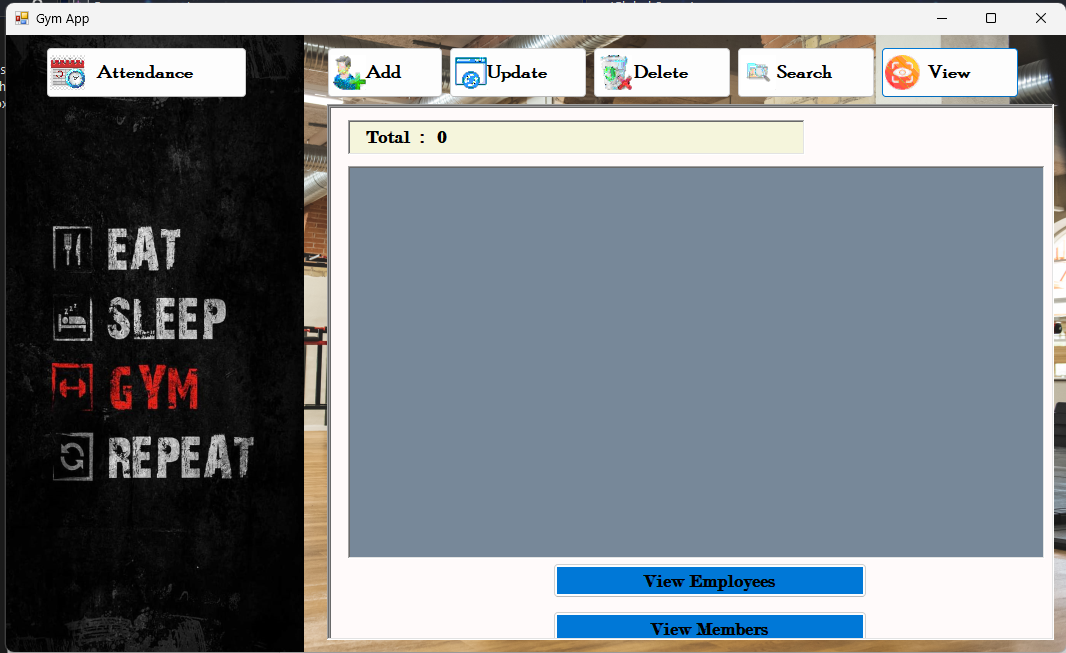 Gym App
Attendance
Add
Update
Delete
Search
View
Total : 0
EAT
SLEEP
GYM
REPEAT
View Employees
View Members